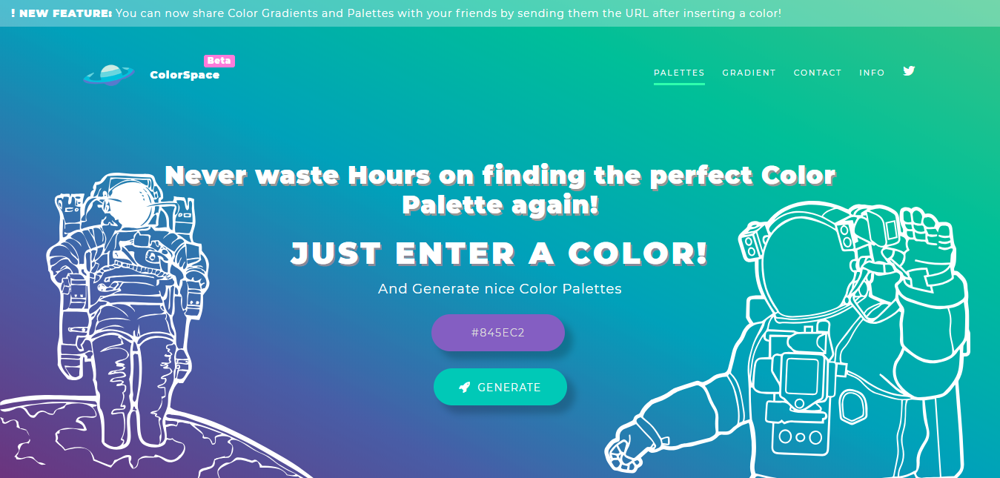 ! NEW FEATURE: You can now share Color Gradients and Palettes with your friends by sending them the URL after inserting a color!
Beta
ColorSpace
PALETTES GRADIENT CONTACT INFO
Never waste Hours on finding the perfect Color
Palette again!
JUST ENTER A COLOR!
And Generate nice Color Palettes
#845EC2
GENERATE